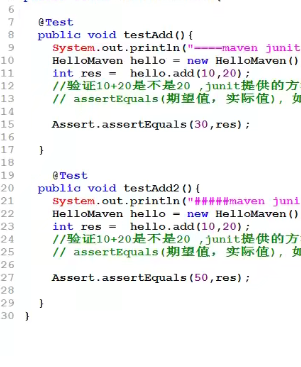 6
7 @Test
8 public void testAdd(){
9 System.out.println("====maven junit
10 HelloMaven hello = new HelloMaven()
11 int res = hello.add(10,20);
12 //验证10+20是不是20 ,junit提供的方
13 // assertEquals(期望值, 实际值), 如
14
15 Assert.assertEquals(30,res);
16
17 }
18
19 @Test
20 public void testAdd2(){
21 System.out.println("#####maven juni
22 HelloMaven hello = new HelloMaven()
23 int res = hello.add(10,20);
24 //验证10+20是不是20 ,junit提供的方
25 // assertEquals(期望值, 实际值), 如
26
27 Assert.assertEquals(50,res);
28
29 }
30 }